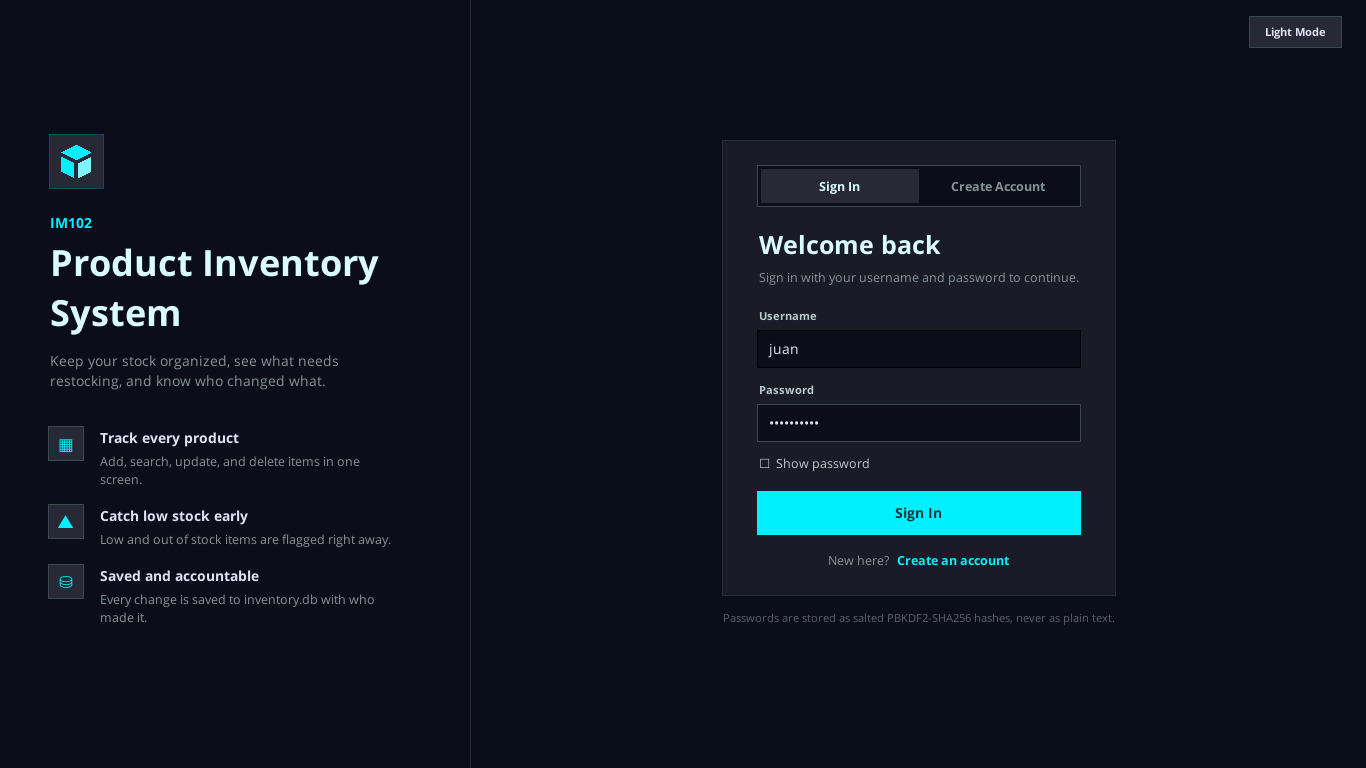 Light Mode
IM102
Product Inventory
System
Keep your stock organized, see what needs
restocking, and know who changed what.
Track every product
Add, search, update, and delete items in one
screen.
Catch low stock early
Low and out of stock items are flagged right away.
Saved and accountable
Every change is saved to inventory.db with who
made it.
Sign In
Create Account
Welcome back
Sign in with your username and password to continue.
Username
juan
Password
••••••••••
Show password
Sign In
New here? Create an account
Passwords are stored as salted PBKDF2-SHA256 hashes, never as plain text.